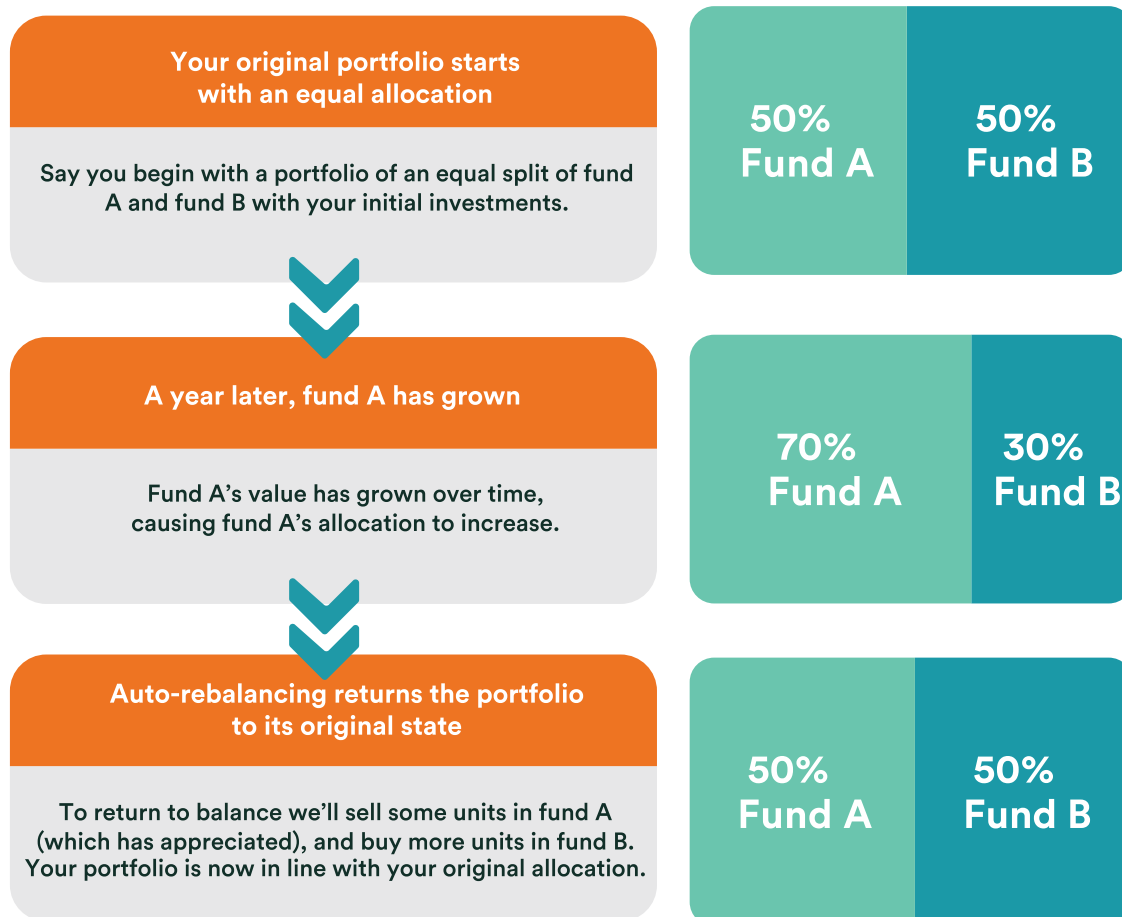 Your original portfolio starts
with an equal allocation
Say you begin with a portfolio of an equal split of fund
A and fund B with your initial investments.
50%
Fund A
50%
Fund B
A year later, fund A has grown
Fund A’s value has grown over time,
causing fund A’s allocation to increase.
70%
Fund A
30%
Fund B
Auto-rebalancing returns the portfolio
to its original state
To return to balance we’ll sell some units in fund A
(which has appreciated), and buy more units in fund B.
Your portfolio is now in line with your original allocation.
50%
Fund A
50%
Fund B